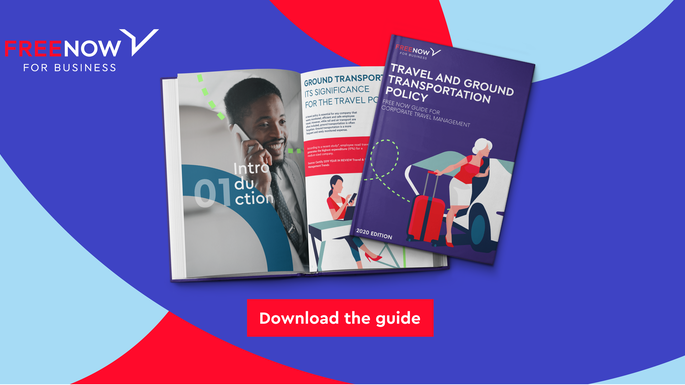 FREENOW
FOR BUSINESS
01
Intro
du/
ction
GROUND TRANSPORT
ITS SIGNIFICANCE
FOR THE TRAVEL PO
FREENOW
FOR BUSINESS
TRAVEL AND GROUND
TRANSPORTATION
POLICY
FREE NOW GUIDE FOR
CORPORATE TRAVEL MANAGEMENT
2020 EDITION
Download the guide